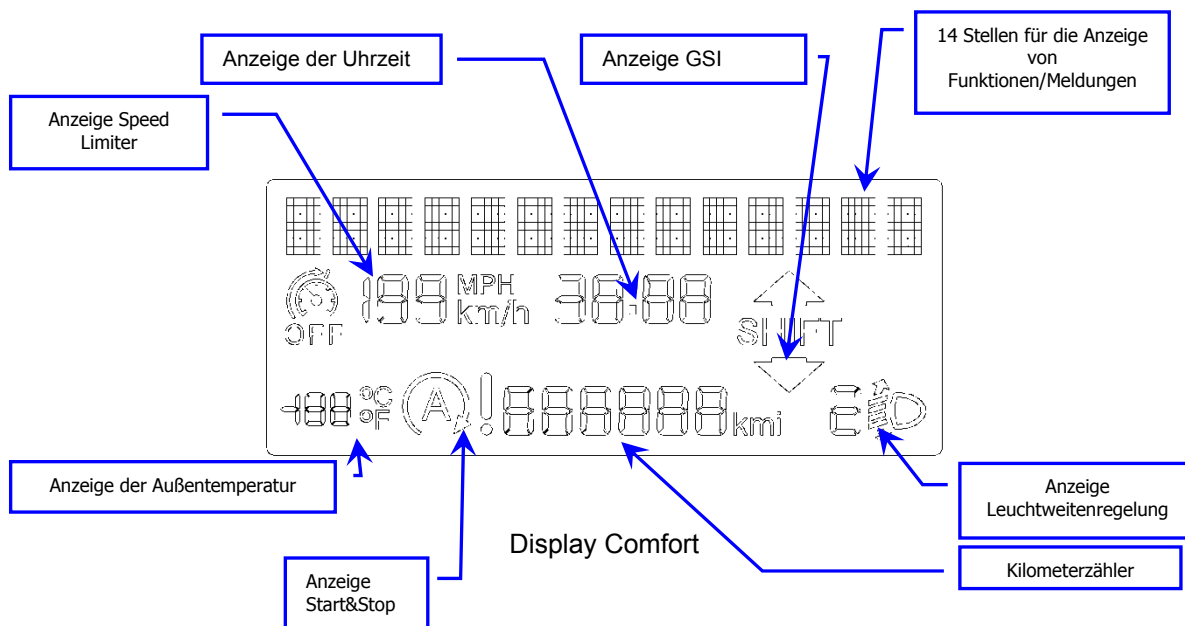 Anzeige der Uhrzeit
Anzeige GSI
14 Stellen für die Anzeige
von
Funktionen/Meldungen
Anzeige Speed
Limiter
OFF
199
MPH
km/h
38:88
SHIFT
-188
°C
°F
A
!
888888
kmi
2
Anzeige der Außentemperatur
Anzeige
Leuchtweitenregelung
Display Comfort
Kilometerzähler
Anzeige
Start&Stop